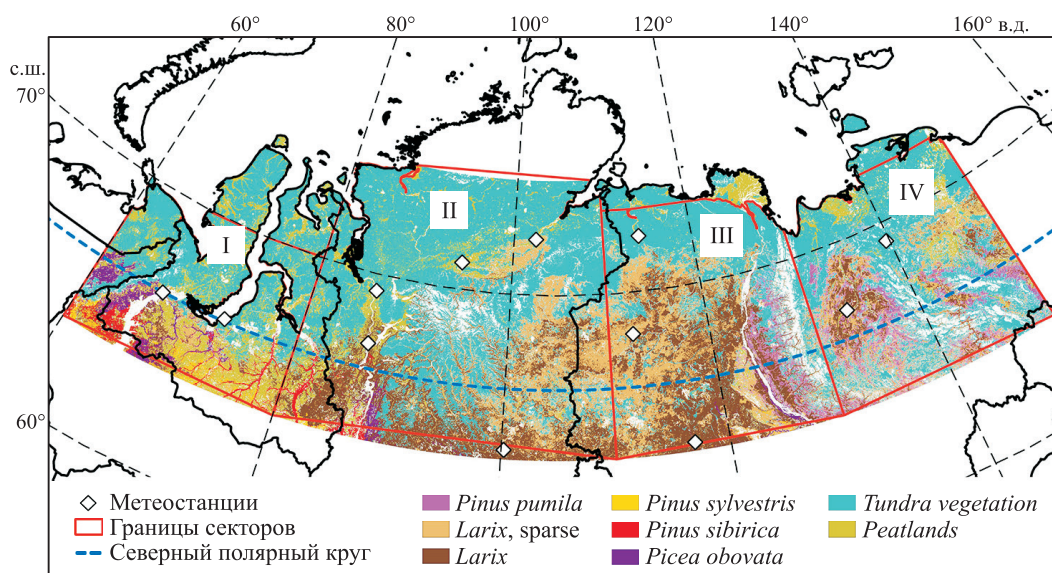 60° 80° 100° 120° 140° 160° в.д.
с.ш.
70°
60°
I
II
III
IV
Метеостанции
Границы секторов
Северный полярный круг
Pinus pumila
Larix, sparse
Larix
Pinus sylvestris
Pinus sibirica
Picea obovata
Tundra vegetation
Peatlands